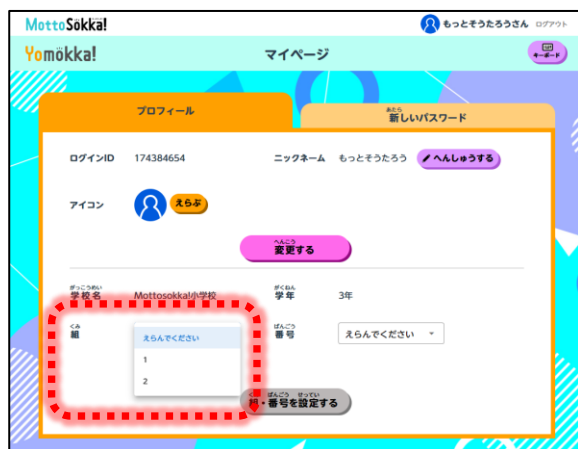 MottoSokka!
もっとそうたろうさん ログアウト
Yomokka!
マイページ
キーボード
プロフィール
あたら
新しいパスワード
ログインID 174384654 ニックネーム もっとそうたろう へんしゅうする
アイコン えらぶ
へんこう
変更する
がっこうめい がくねん
学校名 Mottosokka!小学校 学年 3年
くみ ばんごう
組 えらんでください 番号 えらんでください
1
2
くみ ばんごう せってい
組・番号を設定する